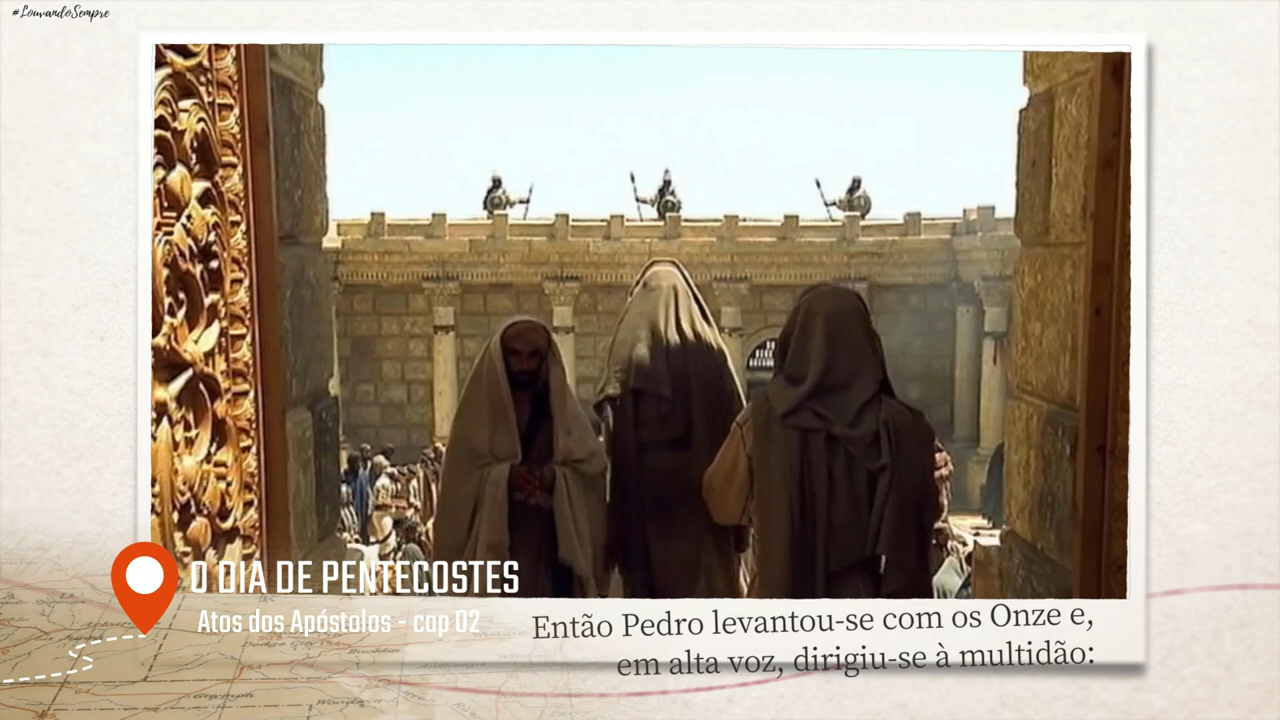 #LouvandoSempre
O DIA DE PENTECOSTES
Atos dos Apóstolos - cap 02
Então Pedro levantou-se com os Onze e,
em alta voz, dirigiu-se à multidão: